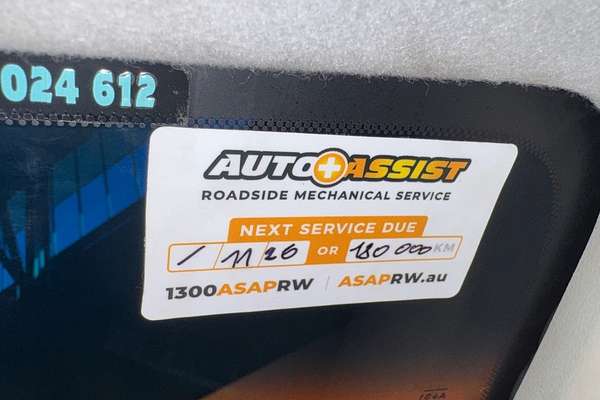 024 612
AUTO+ASSIST
ROADSIDE MECHANICAL SERVICE
NEXT SERVICE DUE
/ 11 26 OR 180 000 KM
1300ASAPRW | ASAPRW.au